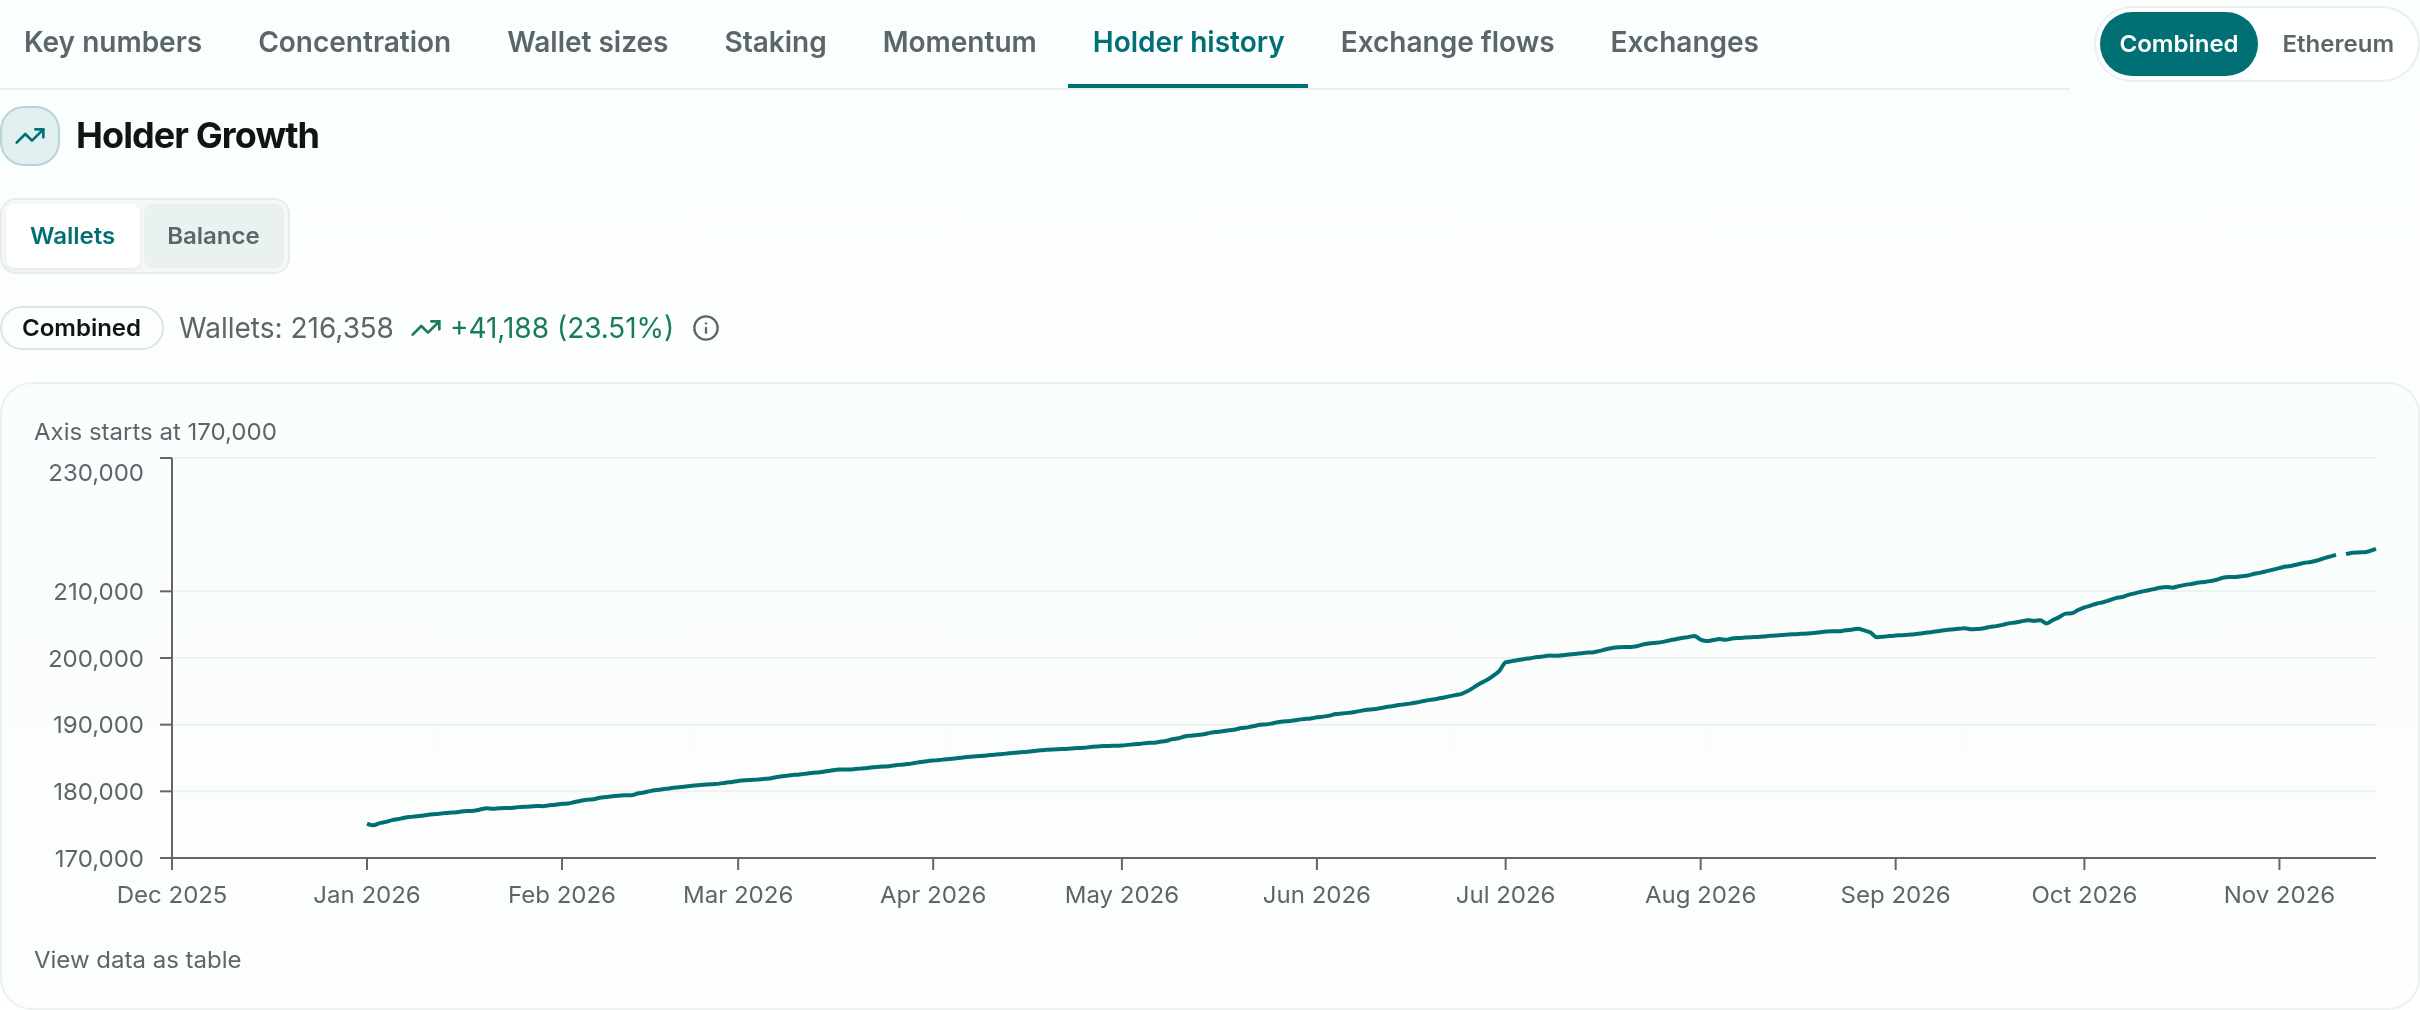 Key numbers Concentration Wallet sizes Staking Momentum Holder history Exchange flows Exchanges Combined Ethereum
Holder Growth
Wallets Balance
Combined Wallets: 216,358 +41,188 (23.51%)
Axis starts at 170,000
230,000
210,000
200,000
190,000
180,000
170,000
Dec 2025 Jan 2026 Feb 2026 Mar 2026 Apr 2026 May 2026 Jun 2026 Jul 2026 Aug 2026 Sep 2026 Oct 2026 Nov 2026
View data as table